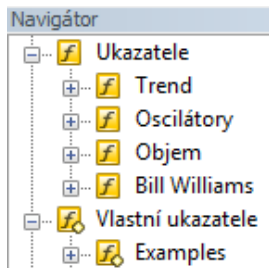 Navigátor
Ukazatele
Trend
Oscilátory
Objem
Bill Williams
Vlastní ukazatele
Examples